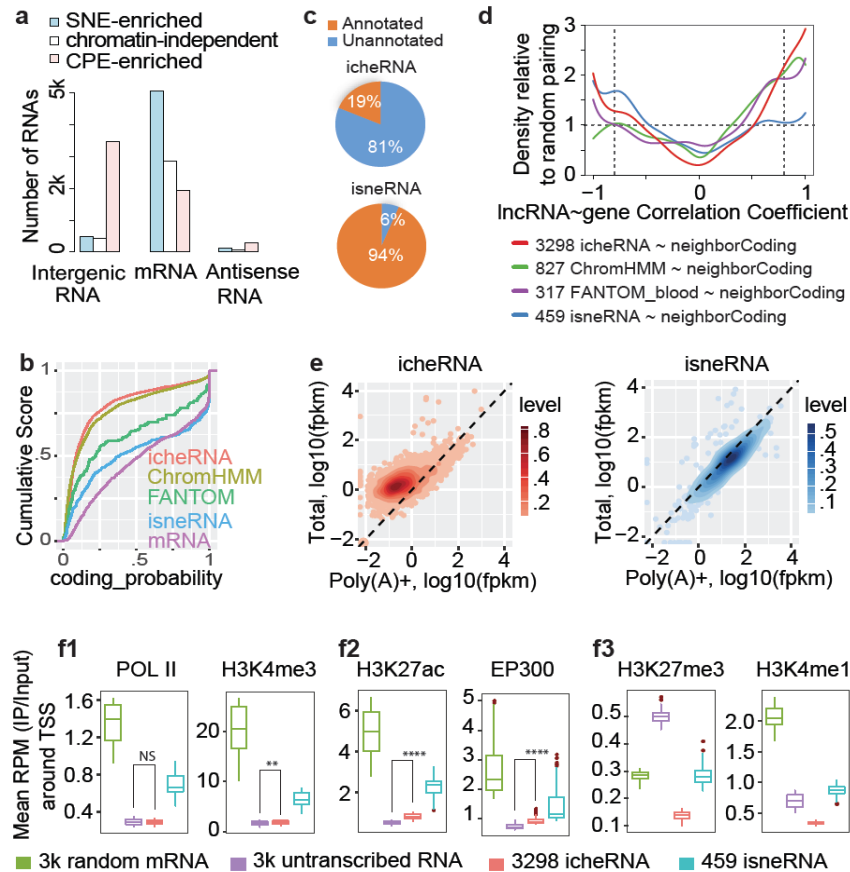 a
SNE-enriched
chromatin-independent
CPE-enriched
Number of RNAs
5k
2k
0
Intergenic RNA
mRNA
Antisense RNA
c
Annotated
Unannotated
icheRNA
19%
81%
isneRNA
6%
94%
d
Density relative
to random pairing
3
2
1
0
-1
0
1
lncRNA~gene Correlation Coefficient
3298 icheRNA ~ neighborCoding
827 ChromHMM ~ neighborCoding
317 FANTOM_blood ~ neighborCoding
459 isneRNA ~ neighborCoding
b
Cumulative Score
1
.5
0
icheRNA
ChromHMM
FANTOM
isneRNA
mRNA
0
.5
1
coding_probability
e
icheRNA
Total, log10(fpkm)
4
2
0
−2
−2
0
2
4
Poly(A)+, log10(fpkm)
level
.8
.6
.4
.2
isneRNA
Total, log10(fpkm)
4
2
0
−2
−2
0
2
4
Poly(A)+, log10(fpkm)
level
.5
.4
.3
.2
.1
Mean RPM (IP/Input)
around TSS
f1
POL II
1.6
1.2
0.8
0.4
NS
H3K4me3
20
10
0
**
f2
H3K27ac
6
4
2
****
EP300
5
4
3
2
1
****
f3
H3K27me3
0.5
0.4
0.3
0.2
0.1
H3K4me1
2.0
1.5
1.0
0.5
3k random mRNA
3k untranscribed RNA
3298 icheRNA
459 isneRNA